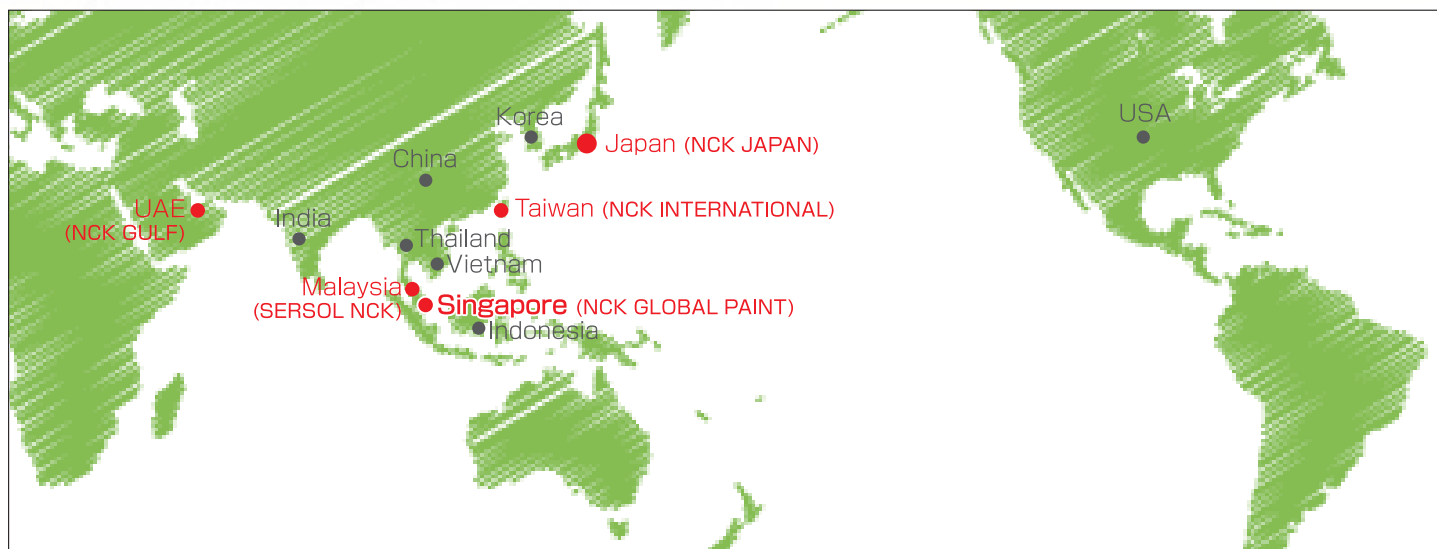 Korea
USA
Japan (NCK JAPAN)
China
UAE
(NCK GULF)
India
Taiwan (NCK INTERNATIONAL)
Thailand
Vietnam
Malaysia
(SERSOL NCK)
Singapore (NCK GLOBAL PAINT)
Indonesia